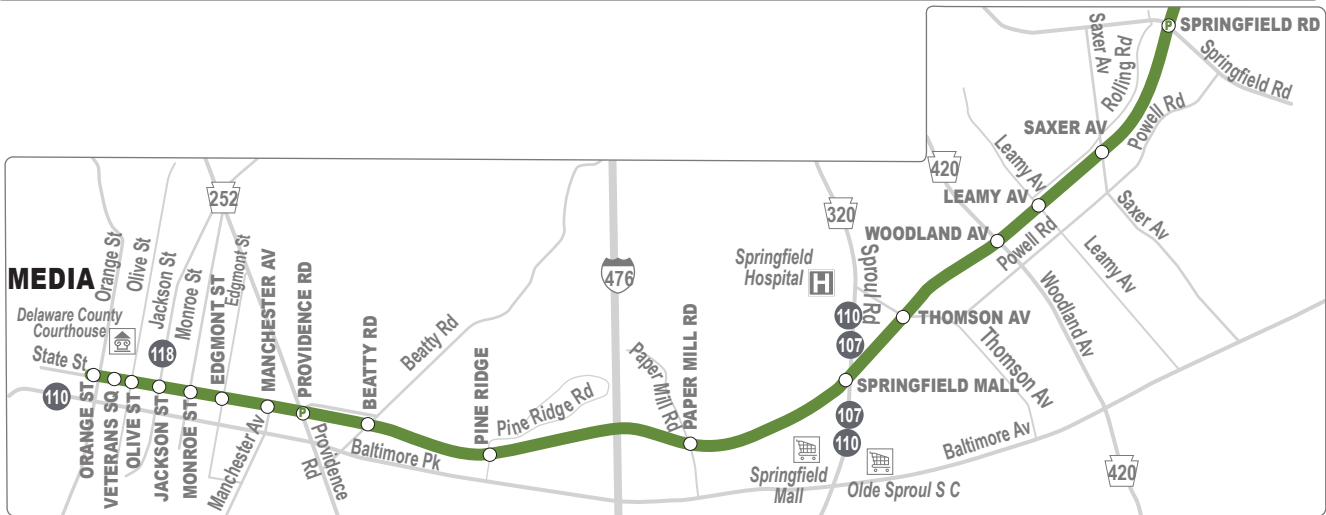 SPRINGFIELD RD
P
Saxer Av
Rolling Rd
Springfield Rd
Powell Rd
SAXER AV
Leamy Av
420
LEAMY AV
Saxer Av
WOODLAND AV
Powell Rd
Leamy Av
252
320
476
Springfield
Hospital
H
Sproul Rd
Woodland Av
110
107
THOMSON AV
Thomson Av
MEDIA
Orange St
Olive St
Jackson St
Monroe St
Edgmont St
Delaware County
Courthouse
State St
118
110
EDGMONT ST
MANCHESTER AV
PROVIDENCE RD
P
BEATTY RD
Beatty Rd
PINE RIDGE
Pine Ridge Rd
Paper Mill Rd
PAPER MILL RD
SPRINGFIELD MALL
107
110
ORANGE ST
VETERANS SQ
OLIVE ST
JACKSON ST
MONROE ST
Manchester Av
Providence
Rd
Baltimore Pk
Springfield
Mall
Olde Sproul S C
Baltimore Av
420